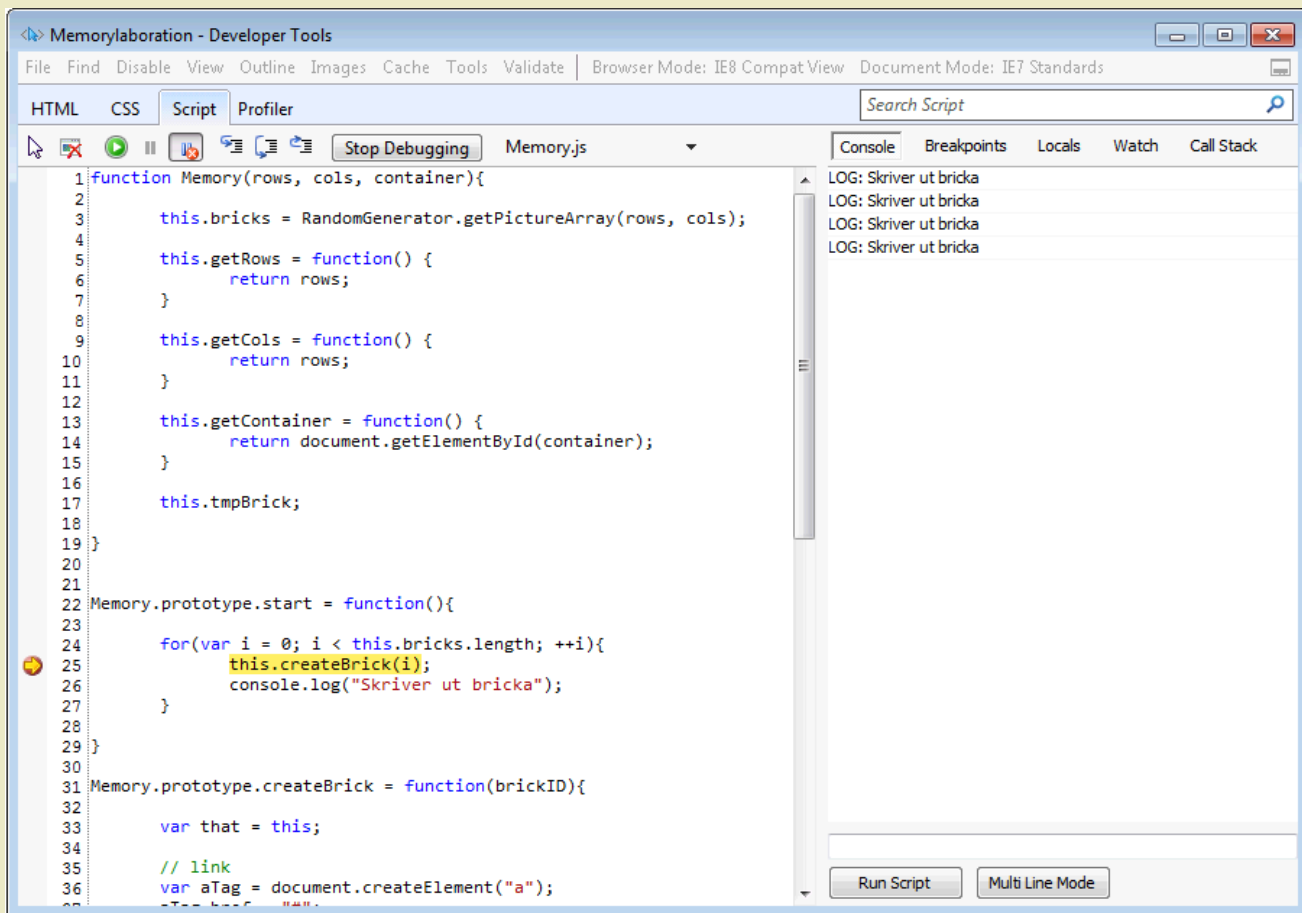 Memorylaboration - Developer Tools
File Find Disable View Outline Images Cache Tools Validate | Browser Mode: IE8 Compat View Document Mode: IE7 Standards
HTML CSS Script Profiler Search Script
Stop Debugging Memory.js Console Breakpoints Locals Watch Call Stack
1 function Memory(rows, cols, container){
2
3 this.bricks = RandomGenerator.getPictureArray(rows, cols);
4
5 this.getRows = function() {
6 return rows;
7 }
8
9 this.getCols = function() {
10 return rows;
11 }
12
13 this.getContainer = function() {
14 return document.getElementById(container);
15 }
16
17 this.tmpBrick;
18
19 }
20
21
22 Memory.prototype.start = function(){
23
24 for(var i = 0; i < this.bricks.length; ++i){
25 this.createBrick(i);
26 console.log("Skriver ut bricka");
27 }
28
29 }
30
31 Memory.prototype.createBrick = function(brickID){
32
33 var that = this;
34
35 // link
36 var aTag = document.createElement("a");
LOG: Skriver ut bricka
LOG: Skriver ut bricka
LOG: Skriver ut bricka
LOG: Skriver ut bricka
Run Script Multi Line Mode